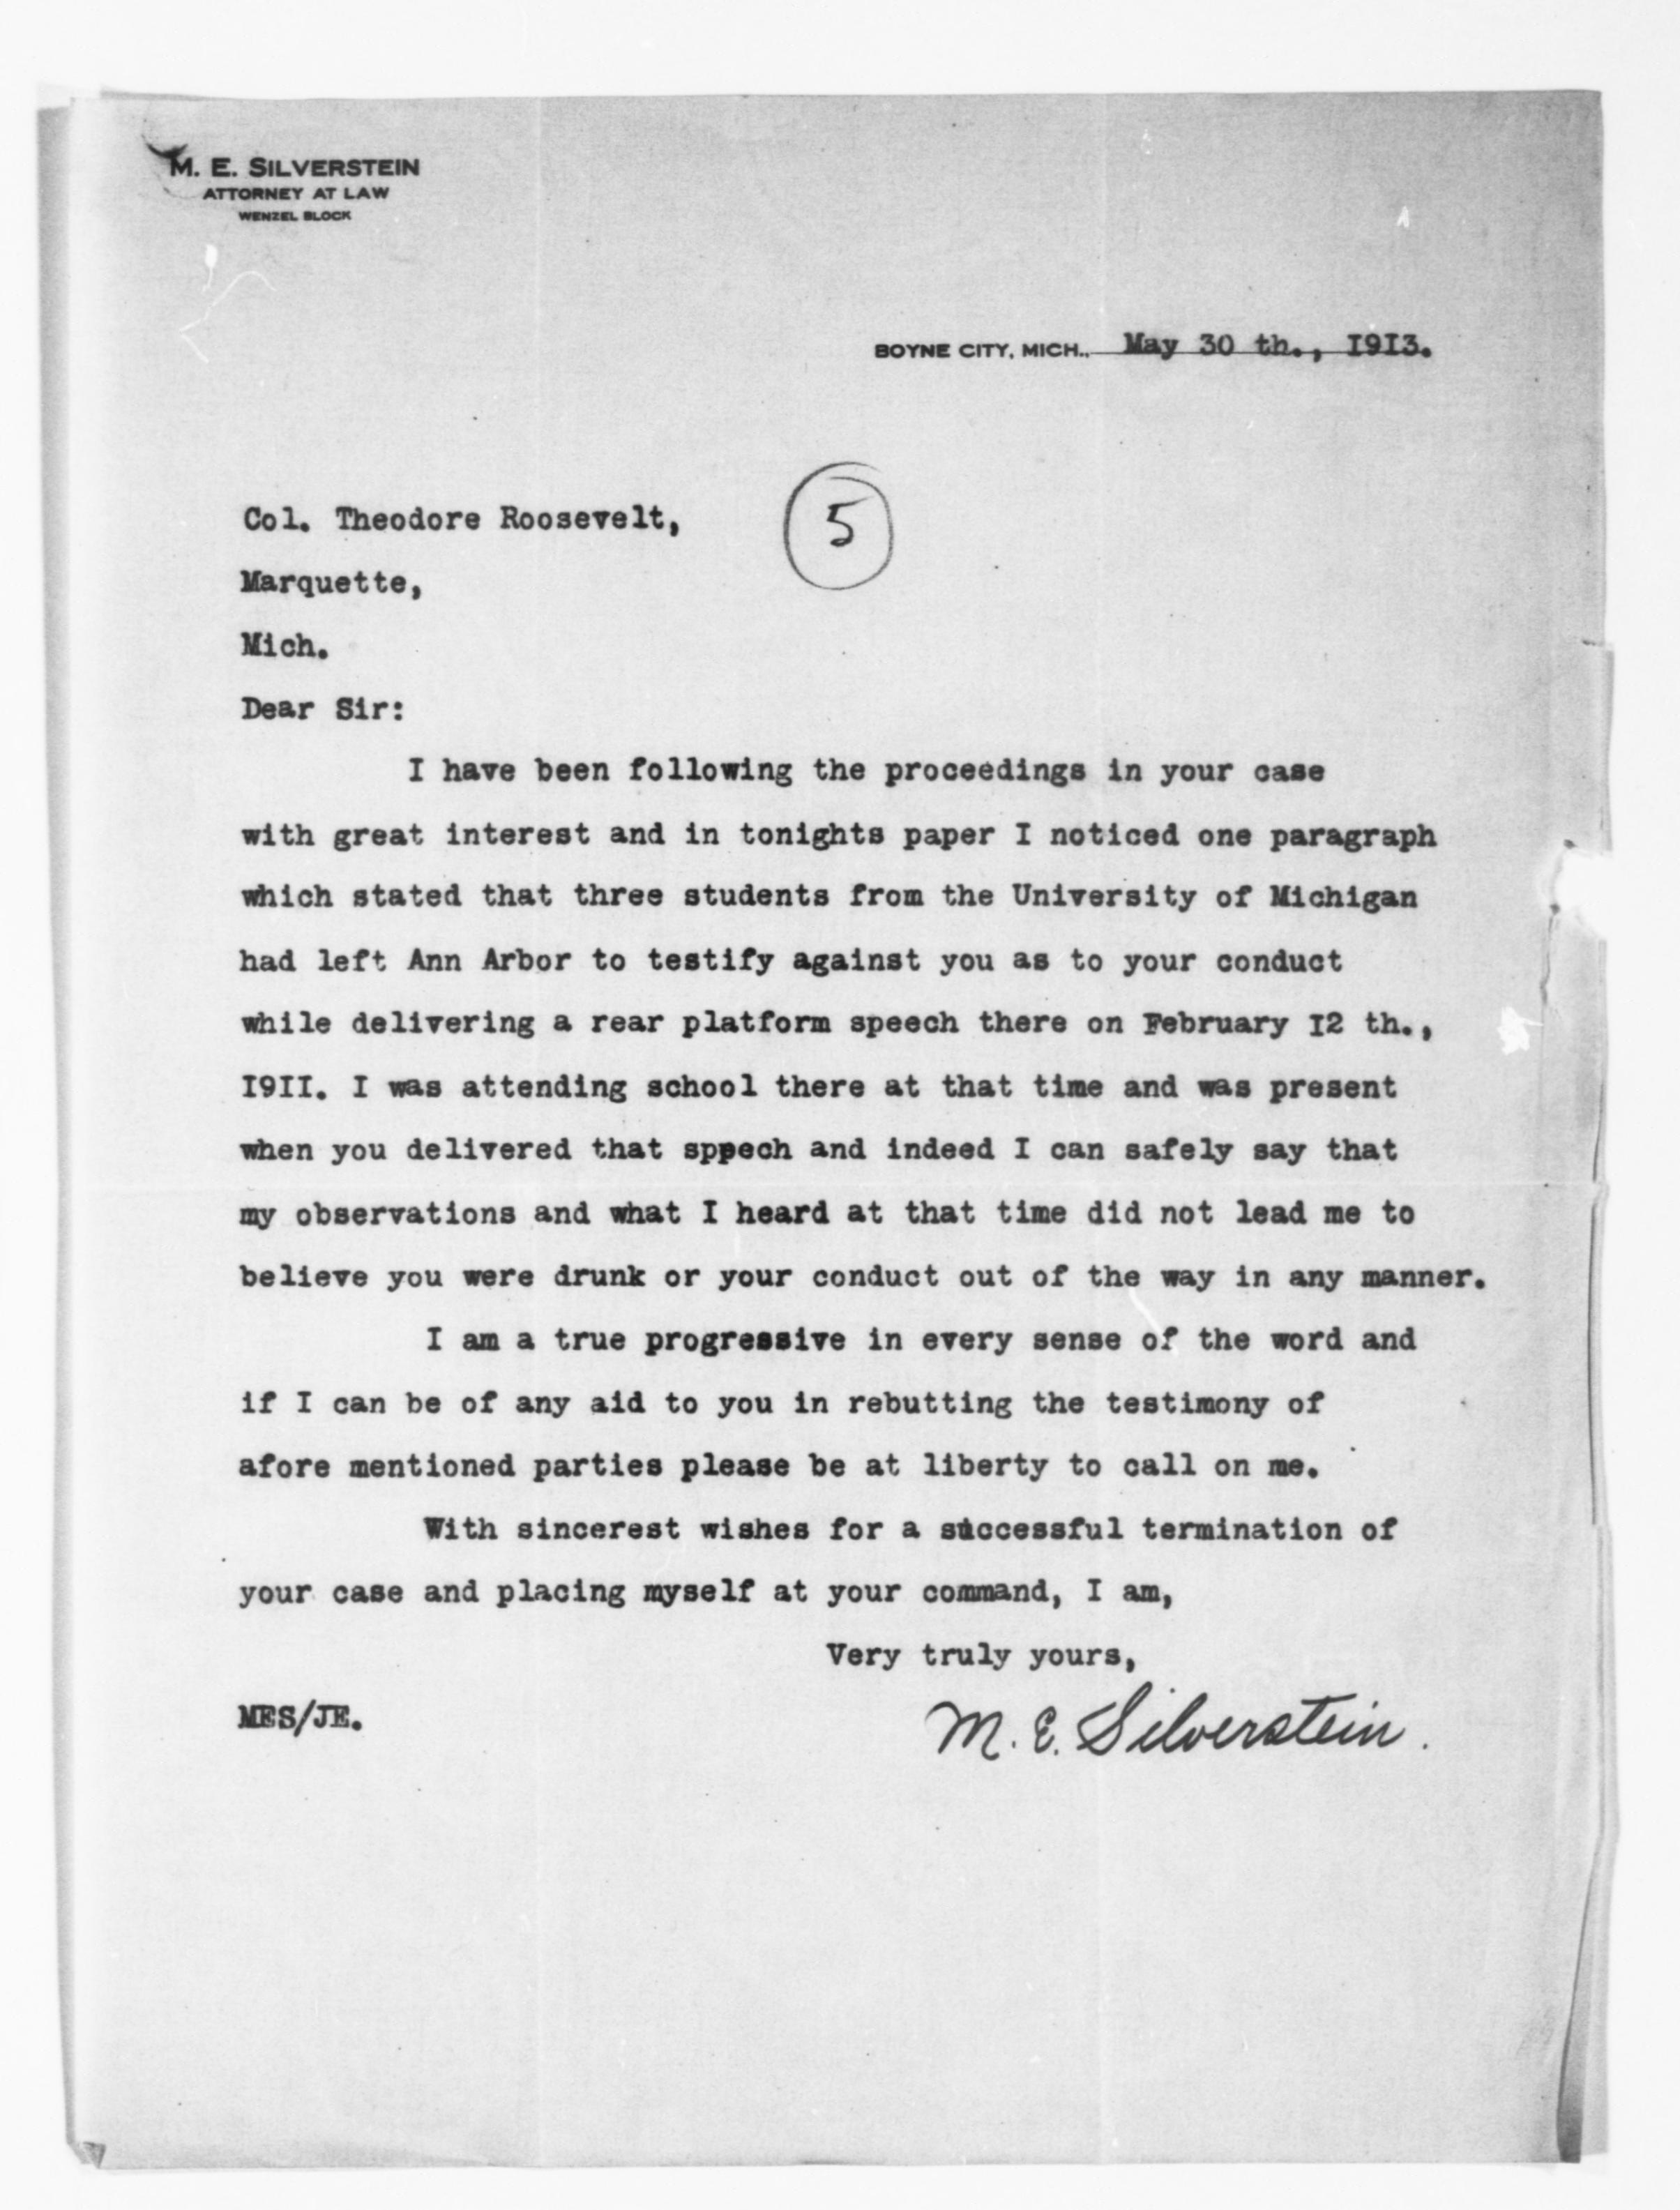 M. E. SILVERSTEIN
ATTORNEY AT LAW
WENZEL BLOCK
BOYNE CITY, MICH., May 30 th., I9I3.
5
Col. Theodore Roosevelt,
Marquette,
Mich.
Dear Sir:
I have been following the proceedings in your case
with great interest and in tonights paper I noticed one paragraph
which stated that three students from the University of Michigan
had left Ann Arbor to testify against you as to your conduct
while delivering a rear platform speech there on February I2 th.,
I9II. I was attending school there at that time and was present
when you delivered that sppech and indeed I can safely say that
my observations and what I heard at that time did not lead me to
believe you were drunk or your conduct out of the way in any manner.
I am a true progressive in every sense of the word and
if I can be of any aid to you in rebutting the testimony of
afore mentioned parties please be at liberty to call on me.
With sincerest wishes for a successful termination of
your case and placing myself at your command, I am,
Very truly yours,
MES/JE.
M. E. Silverstein.